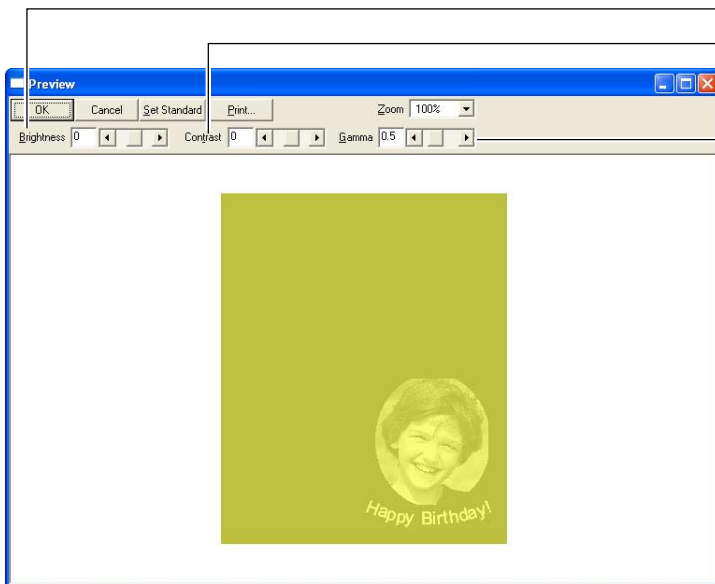 Preview
OK Cancel Set Standard Print... Zoom 100%
Brightness 0 Contrast 0 Gamma 0.5
Happy Birthday!